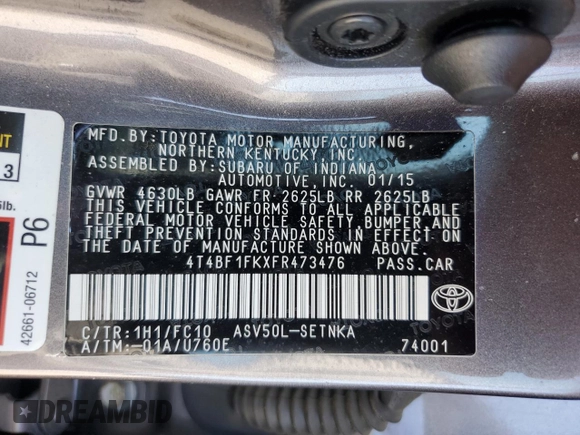 MFD.BY:TOYOTA MOTOR MANUFACTURING,
NORTHERN KENTUCKY,INC.
ASSEMBLED BY:SUBARU OF INDIANA
AUTOMOTIVE,INC. 01/15
GVWR 4630LB GAWR FR 2625LB RR 2625LB
THIS VEHICLE CONFORMS TO ALL APPLICABLE
FEDERAL MOTOR VEHICLE SAFETY, BUMPER AND
THEFT PREVENTION STANDARDS IN EFFECT ON
THE DATE OF MANUFACTURE SHOWN ABOVE.
4T4BF1FKXFR473476 PASS.CAR
C/TR:1H1/FC10 ASV50L-SETNKA
A/TM:-01A/U760E 74001
TOYOTA
3
P6
42661-06712
DREAMBID